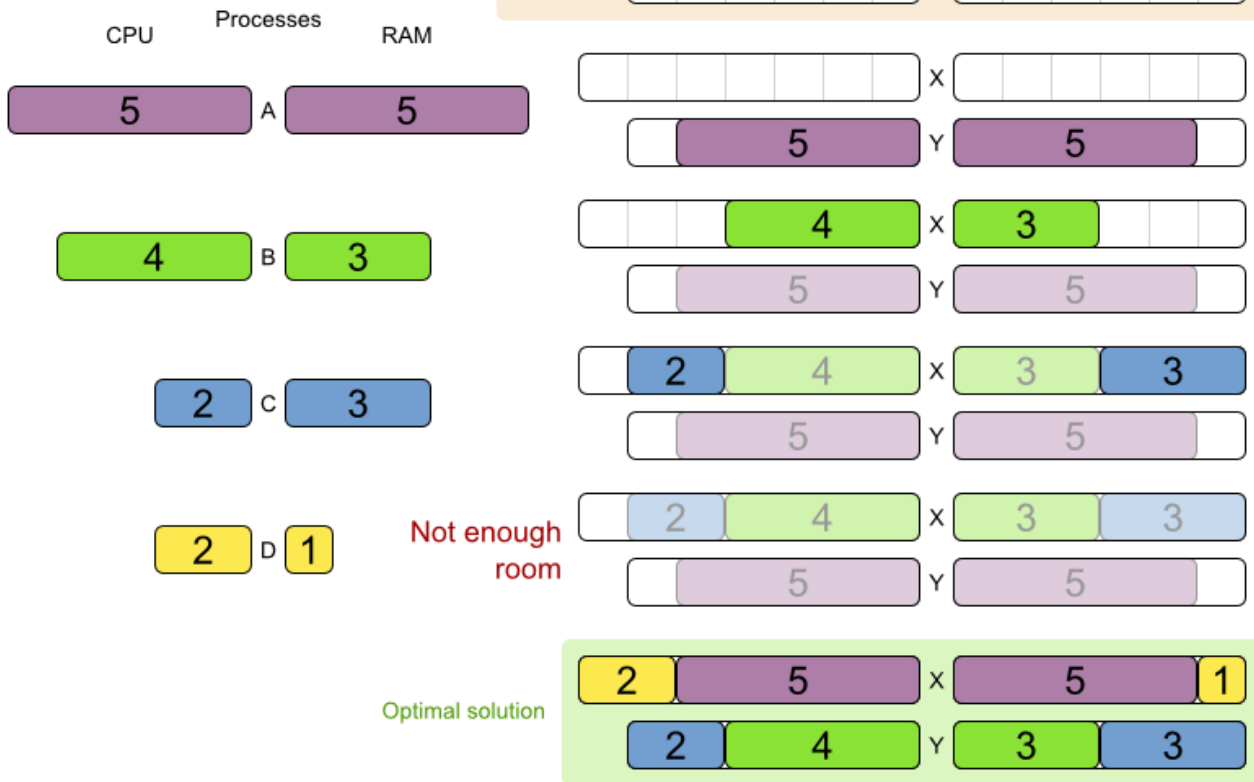 Processes
CPU RAM
X
5 A 5
5 Y 5
4 X 3
4 B 3
5 Y 5
2 4 X 3 3
2 C 3
5 Y 5
2 4 X 3 3
Not enough
room
2 D 1
5 Y 5
2 5 X 5 1
Optimal solution
2 4 Y 3 3